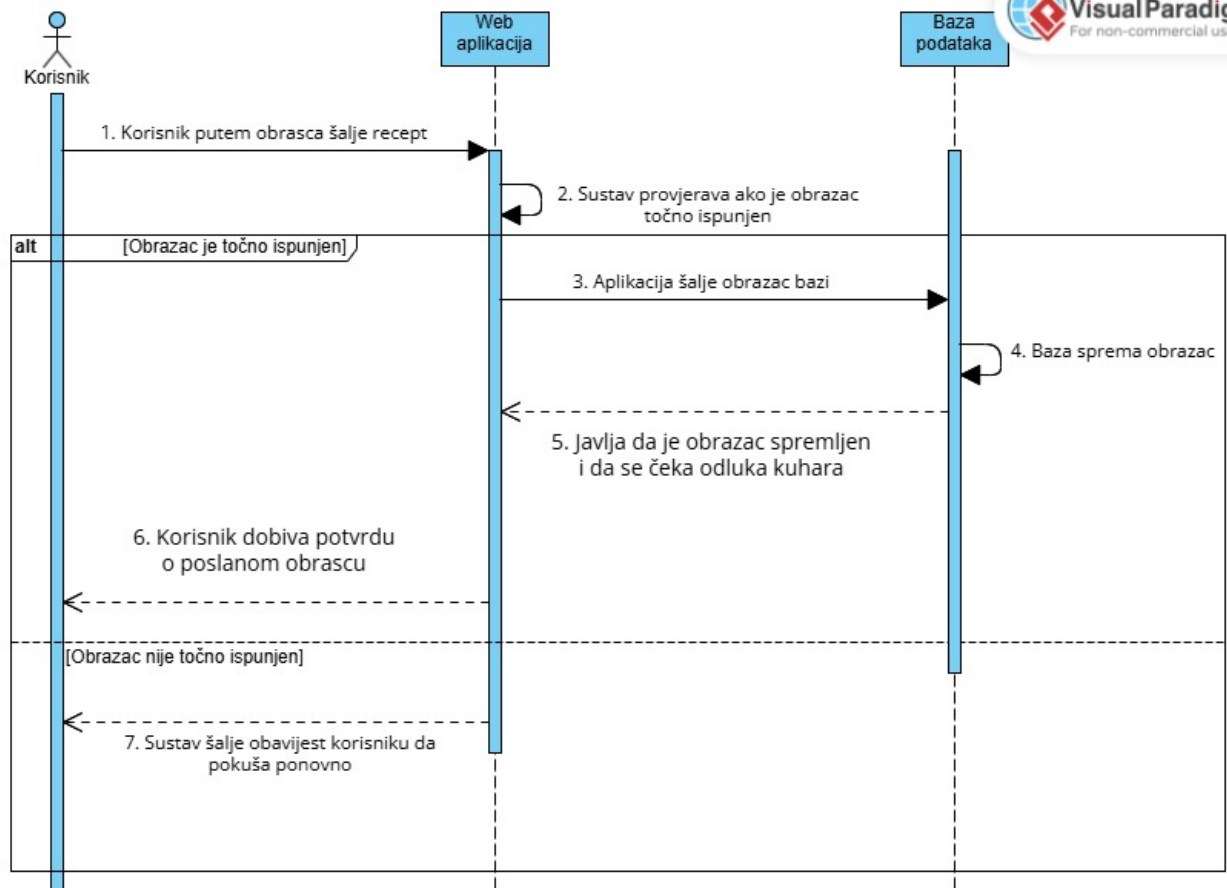 Korisnik
Web
aplikacija
Baza
podataka
Visual Paradig
For non-commercial us
1. Korisnik putem obrasca šalje recept
2. Sustav provjerava ako je obrazac
točno ispunjen
alt
[Obrazac je točno ispunjen]
3. Aplikacija šalje obrazac bazi
4. Baza sprema obrazac
5. Javlja da je obrazac spremljen
i da se čeka odluka kuhara
6. Korisnik dobiva potvrdu
o poslanom obrascu
[Obrazac nije točno ispunjen]
7. Sustav šalje obavijest korisniku da
pokuša ponovno